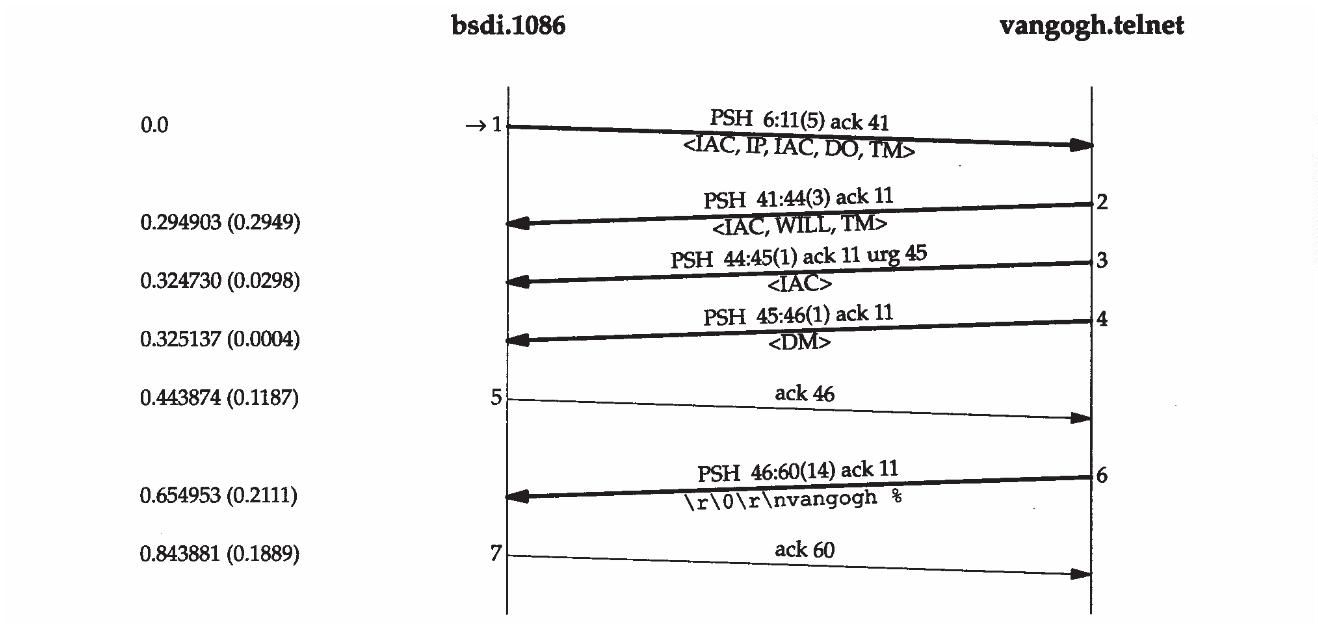 bsdi.1086 vangogh.telnet
0.0 → 1 PSH 6:11(5) ack 41
<IAC, IP, IAC, DO, TM>
PSH 41:44(3) ack 11 2
0.294903 (0.2949) <IAC, WILL, TM>
PSH 44:45(1) ack 11 urg 45 3
0.324730 (0.0298) <IAC>
PSH 45:46(1) ack 11 4
0.325137 (0.0004) <DM>
0.443874 (0.1187) 5 ack 46
PSH 46:60(14) ack 11 6
0.654953 (0.2111) \r\0\r\nvangogh %
0.843881 (0.1889) 7 ack 60